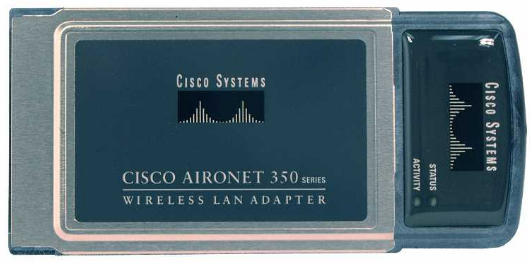 CISCO SYSTEMS
CISCO AIRONET 350 SERIES
WIRELESS LAN ADAPTER
CISCO SYSTEMS
STATUS
ACTIVITY